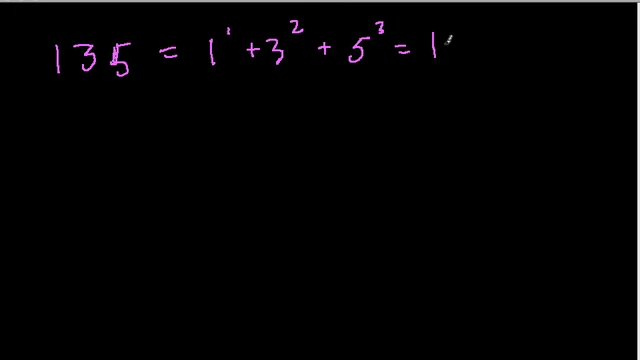 135 = 1¹ + 3² + 5³ = 1